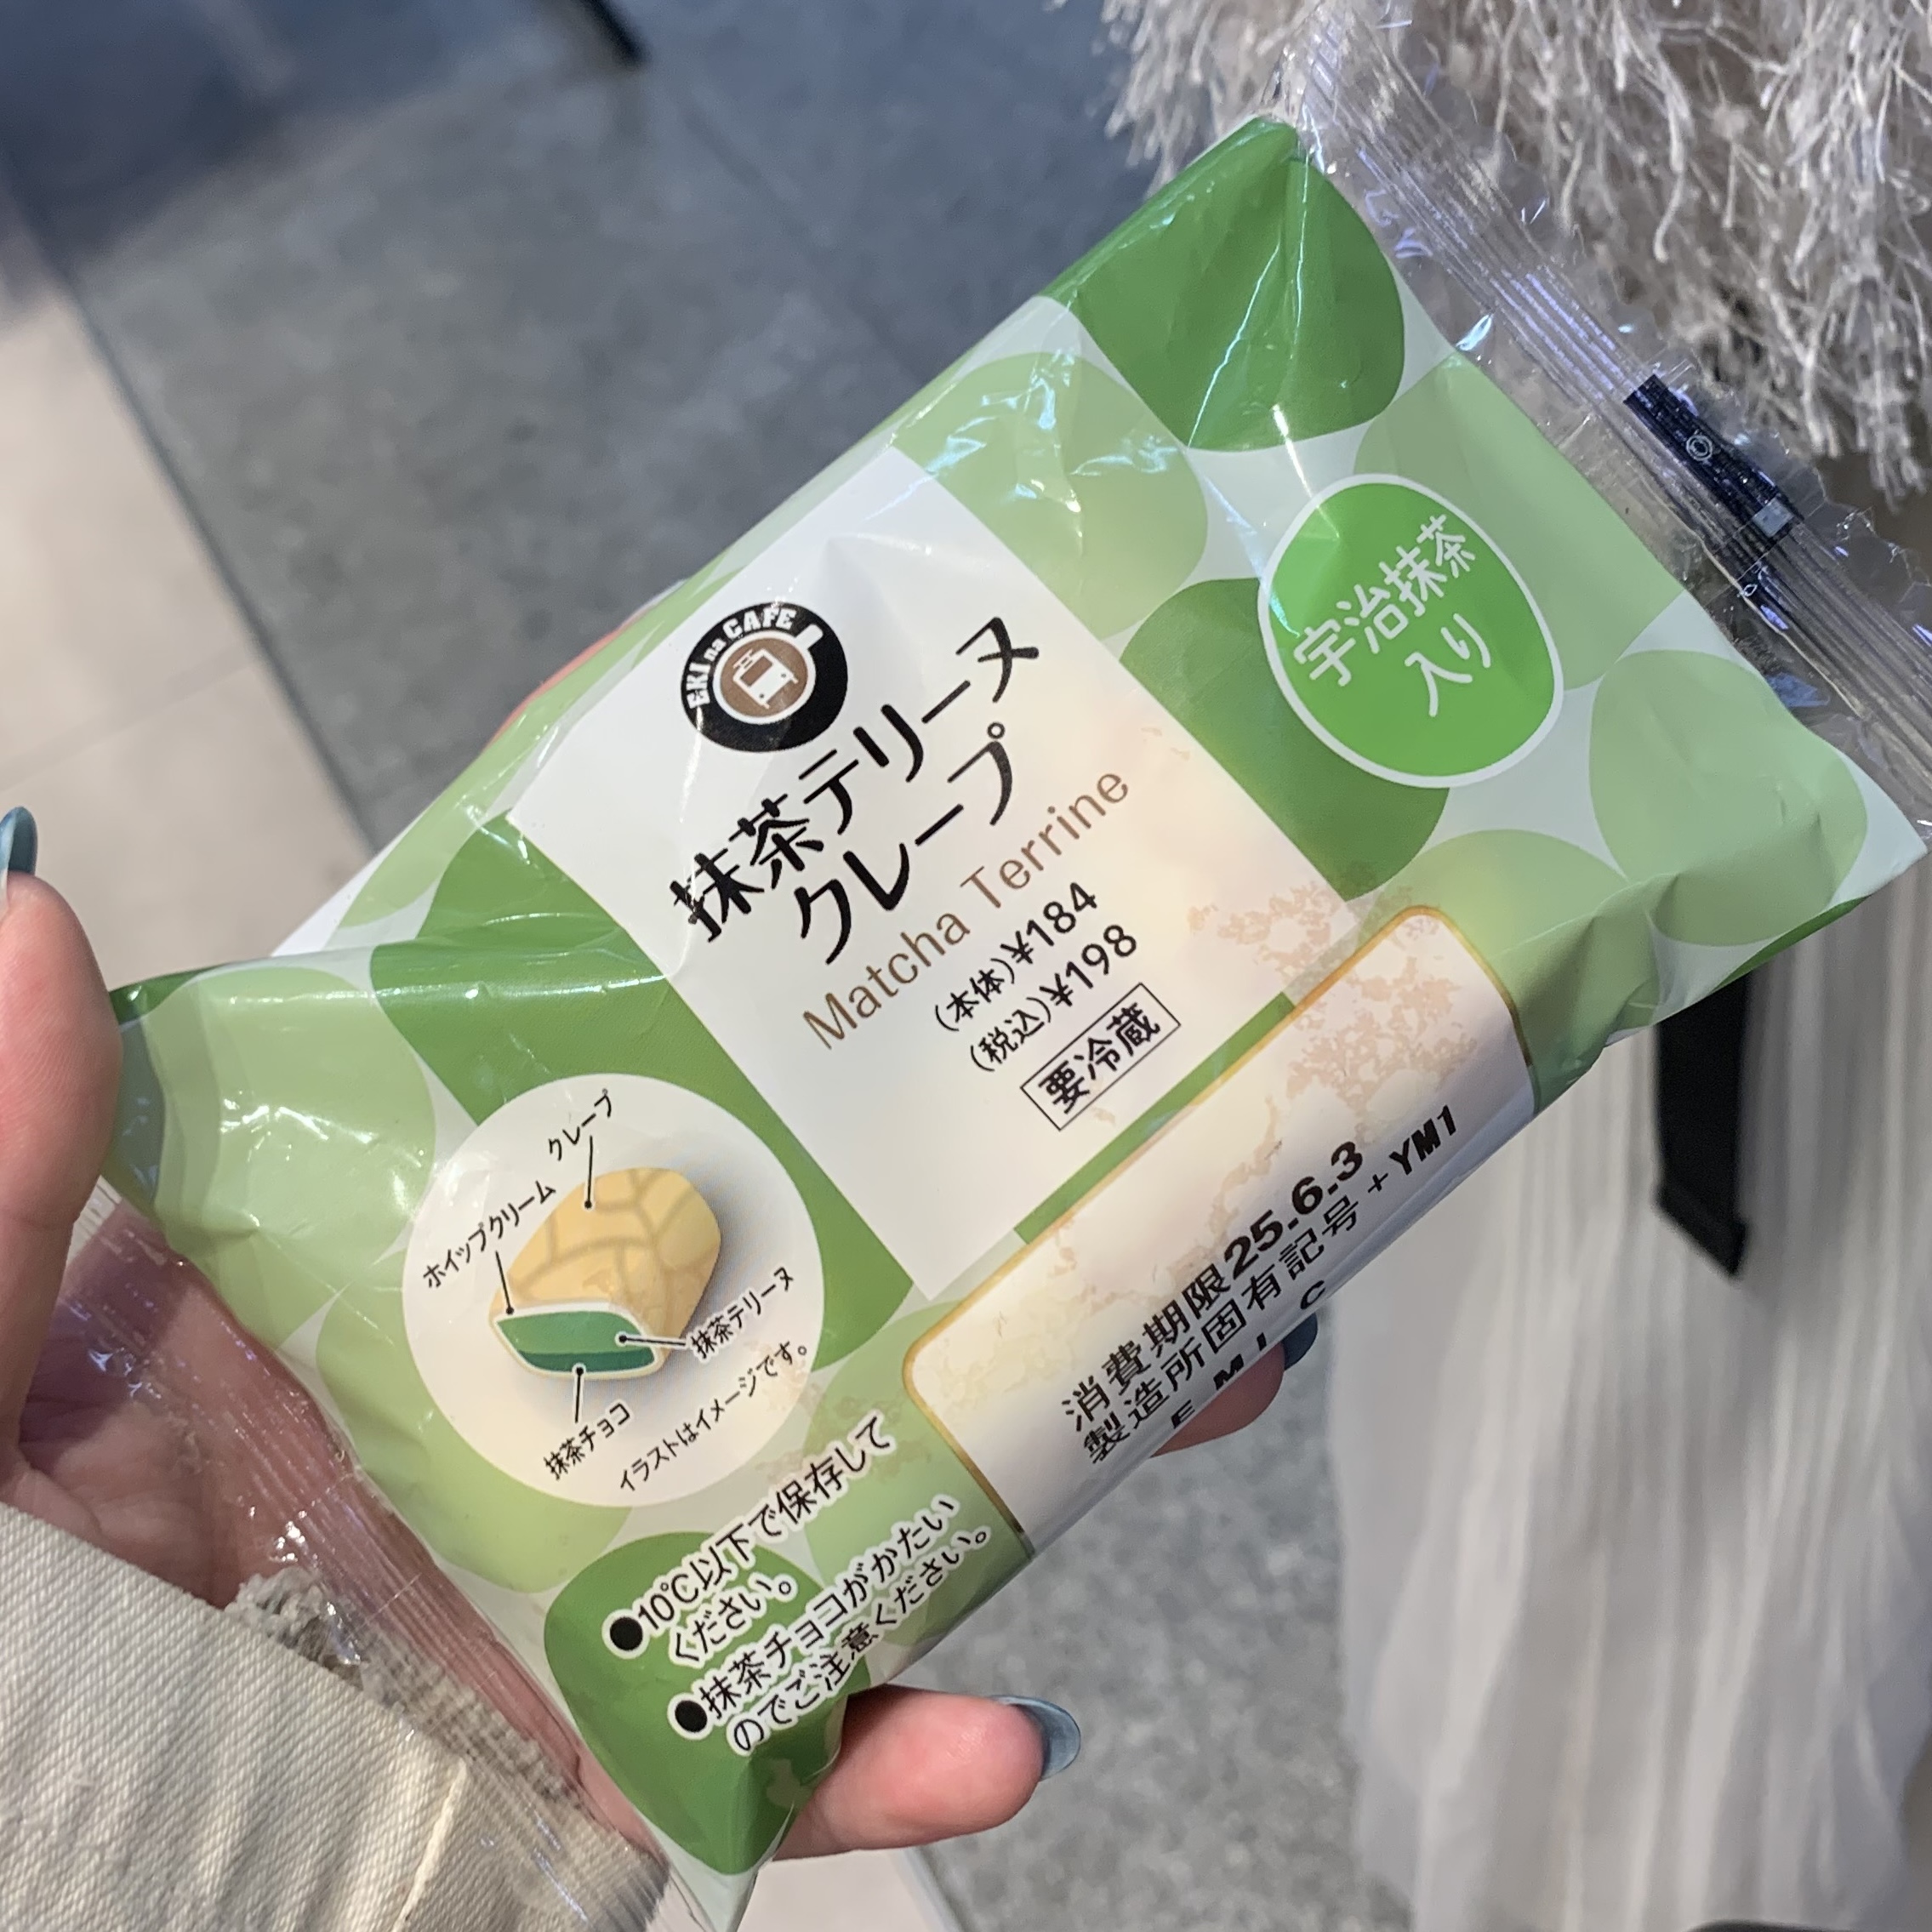 EKI na CAFE
抹茶テリーヌ
クレープ
Matcha Terrine
(本体)¥184
(税込)¥198
要冷蔵
宇治抹茶
入り
クレープ
ホイップクリーム
抹茶テリーヌ
抹茶チョコ
イラストはイメージです。
●10℃以下で保存して
ください。
●抹茶チョコがかたい
のでご注意ください。
消費期限25.6.3
製造所固有記号+YM1
E M I C